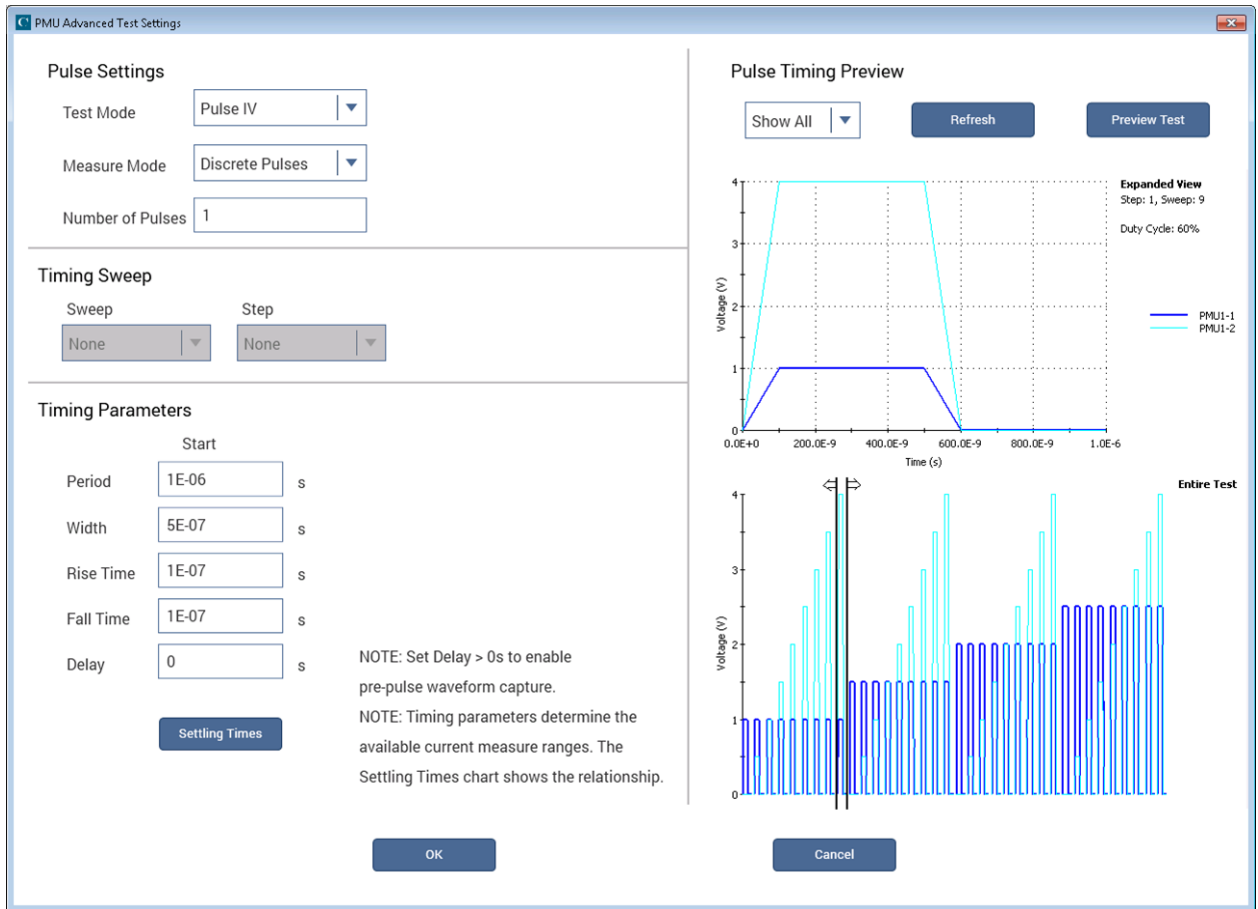 C PMU Advanced Test Settings
Pulse Settings
Test Mode Pulse IV
Measure Mode Discrete Pulses
Number of Pulses 1
Timing Sweep
Sweep Step
None None
Timing Parameters
Start
Period 1E-06 s
Width 5E-07 s
Rise Time 1E-07 s
Fall Time 1E-07 s
Delay 0 s
Settling Times
NOTE: Set Delay > 0s to enable
pre-pulse waveform capture.
NOTE: Timing parameters determine the
available current measure ranges. The
Settling Times chart shows the relationship.
Pulse Timing Preview
Show All Refresh Preview Test
Expanded View
Step: 1, Sweep: 9
Duty Cycle: 60%
PMU1-1
PMU1-2
Voltage (V)
4
3
2
1
0
0.0E+0 200.0E-9 400.0E-9 600.0E-9 800.0E-9 1.0E-6
Time (s)
Entire Test
Voltage (V)
4
3
2
1
0
OK Cancel